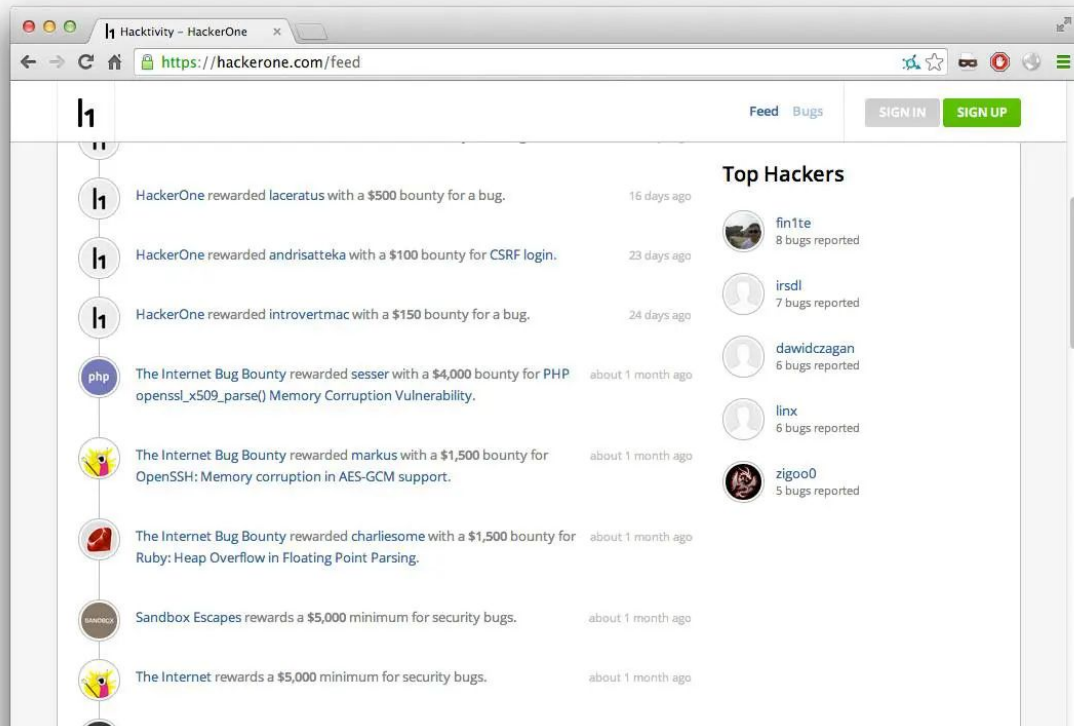 Hacktivity – HackerOne
https://hackerone.com/feed
Feed Bugs SIGN IN SIGN UP
HackerOne rewarded laceratus with a $500 bounty for a bug. 16 days ago
HackerOne rewarded andrisatteka with a $100 bounty for CSRF login. 23 days ago
HackerOne rewarded introvertmac with a $150 bounty for a bug. 24 days ago
php
The Internet Bug Bounty rewarded sesser with a $4,000 bounty for PHP about 1 month ago
openssl_x509_parse() Memory Corruption Vulnerability.
The Internet Bug Bounty rewarded markus with a $1,500 bounty for about 1 month ago
OpenSSH: Memory corruption in AES-GCM support.
The Internet Bug Bounty rewarded charliesome with a $1,500 bounty for about 1 month ago
Ruby: Heap Overflow in Floating Point Parsing.
SANDBOX
Sandbox Escapes rewards a $5,000 minimum for security bugs. about 1 month ago
The Internet rewards a $5,000 minimum for security bugs. about 1 month ago
Top Hackers
fin1te
8 bugs reported
irsdl
7 bugs reported
dawidczagan
6 bugs reported
linx
6 bugs reported
zigoo0
5 bugs reported